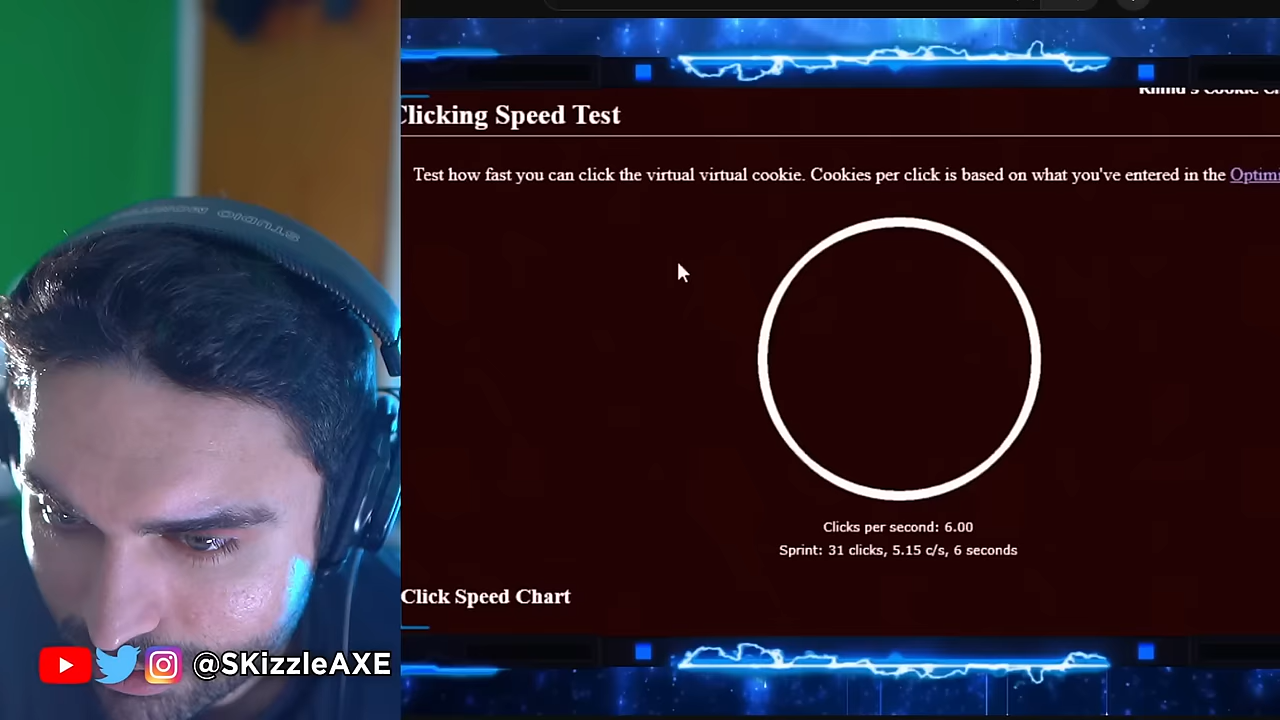 Clicking Speed Test
Test how fast you can click the virtual virtual cookie. Cookies per click is based on what you've entered in the Optim
Clicks per second: 6.00
Sprint: 31 clicks, 5.15 c/s, 6 seconds
Click Speed Chart
@SKizzleAXE
STUDIO